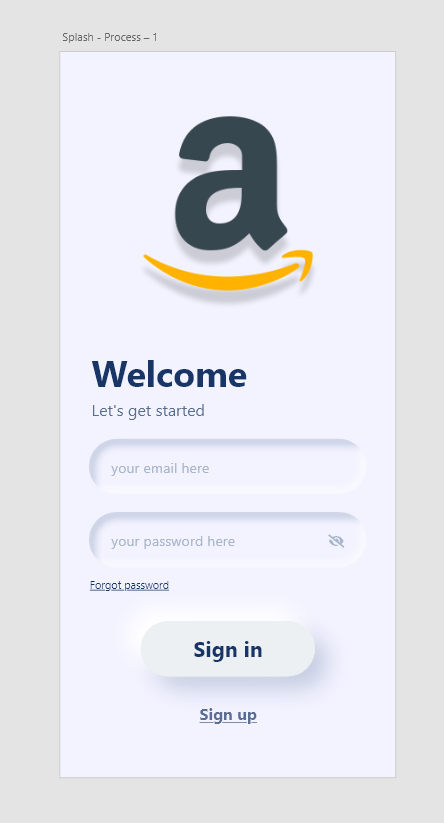 Splash - Process – 1
a
Welcome
Let's get started
your email here
your password here
Forgot password
Sign in
Sign up